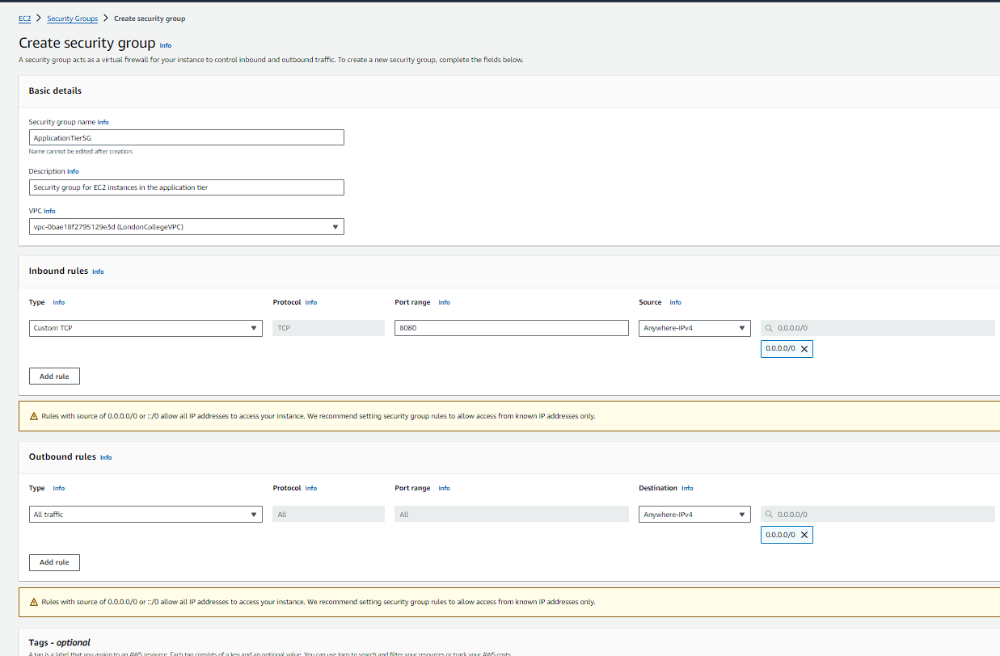 EC2 > Security Groups > Create security group
Create security group Info
A security group acts as a virtual firewall for your instance to control inbound and outbound traffic. To create a new security group, complete the fields below.
Basic details
Security group name Info
ApplicationTierSG
Name cannot be edited after creation.
Description Info
Security group for EC2 instances in the application tier
VPC Info
vpc-0bae18f2795129e3d (LondonCollegeVPC)
Inbound rules Info
Type Info Protocol Info Port range Info Source Info
Custom TCP TCP 8080 Anywhere-IPv4 0.0.0.0/0
0.0.0.0/0
Add rule
Rules with source of 0.0.0.0/0 or ::/0 allow all IP addresses to access your instance. We recommend setting security group rules to allow access from known IP addresses only.
Outbound rules Info
Type Info Protocol Info Port range Info Destination Info
All traffic All All Anywhere-IPv4 0.0.0.0/0
0.0.0.0/0
Add rule
Rules with source of 0.0.0.0/0 or ::/0 allow all IP addresses to access your instance. We recommend setting security group rules to allow access from known IP addresses only.
Tags - optional
A tag is a label that you assign to an AWS resource. Each tag consists of a key and an optional value. You can use tags to search and filter your resources or track your AWS costs.